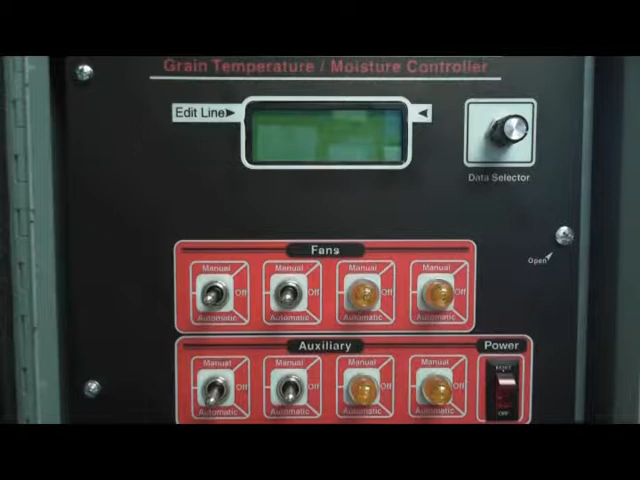 Grain Temperature / Moisture Controller
Edit Line
Data Selector
Open
Fans
Manual Manual Manual Manual
Off Off Off Off
Automatic Automatic Automatic Automatic
Auxiliary Power
Manual Manual Manual Manual
RESET
Off Off Off Off
Automatic Automatic Automatic Automatic
OFF